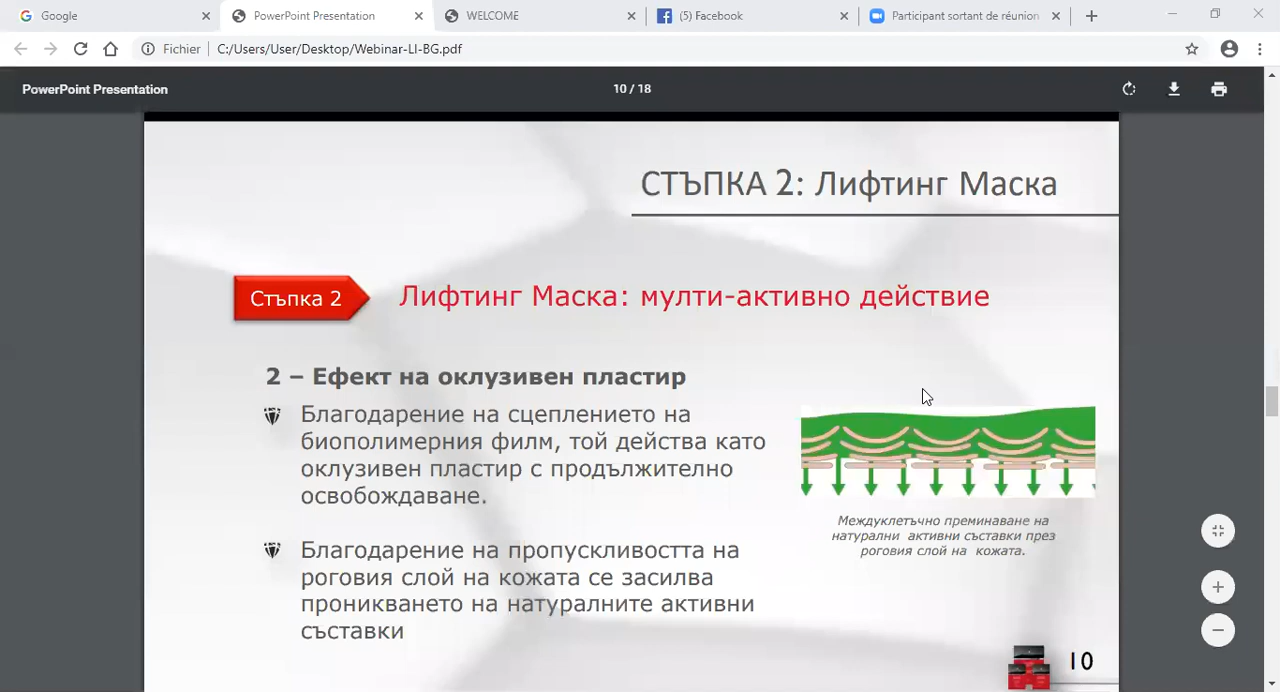 Google
PowerPoint Presentation
WELCOME
(5) Facebook
Participant sortant de réunion
Fichier
C:/Users/User/Desktop/Webinar-LI-BG.pdf
PowerPoint Presentation
10 / 18
СТЪПКА 2: Лифтинг Маска
Стъпка 2
Лифтинг Маска: мулти-активно действие
2 – Ефект на оклузивен пластир
Благодарение на сцеплението на
биополимерния филм, той действа като
оклузивен пластир с продължително
освобождаване.
Благодарение на пропускливостта на
роговия слой на кожата се засилва
проникването на натуралните активни
съставки
Междуклетъчно преминаване на
натурални активни съставки през
роговия слой на кожата.
10